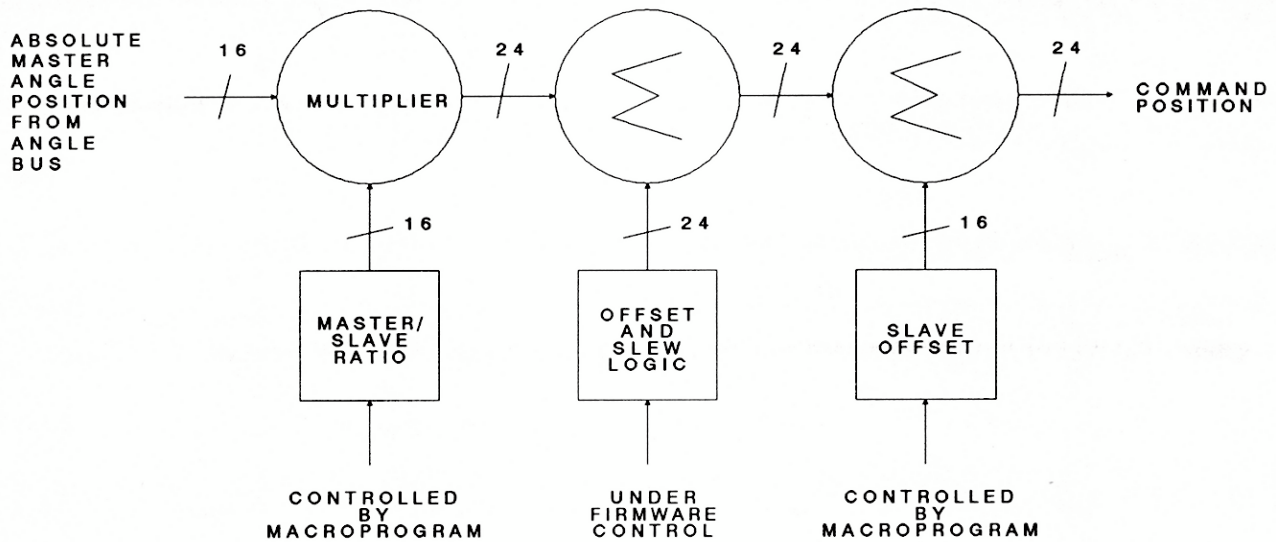 ABSOLUTE
MASTER
ANGLE
POSITION
FROM
ANGLE
BUS
16
MULTIPLIER
24
24
24
COMMAND
POSITION
16
24
16
MASTER/
SLAVE
RATIO
OFFSET
AND
SLEW
LOGIC
SLAVE
OFFSET
CONTROLLED
BY
MACROPROGRAM
UNDER
FIRMWARE
CONTROL
CONTROLLED
BY
MACROPROGRAM